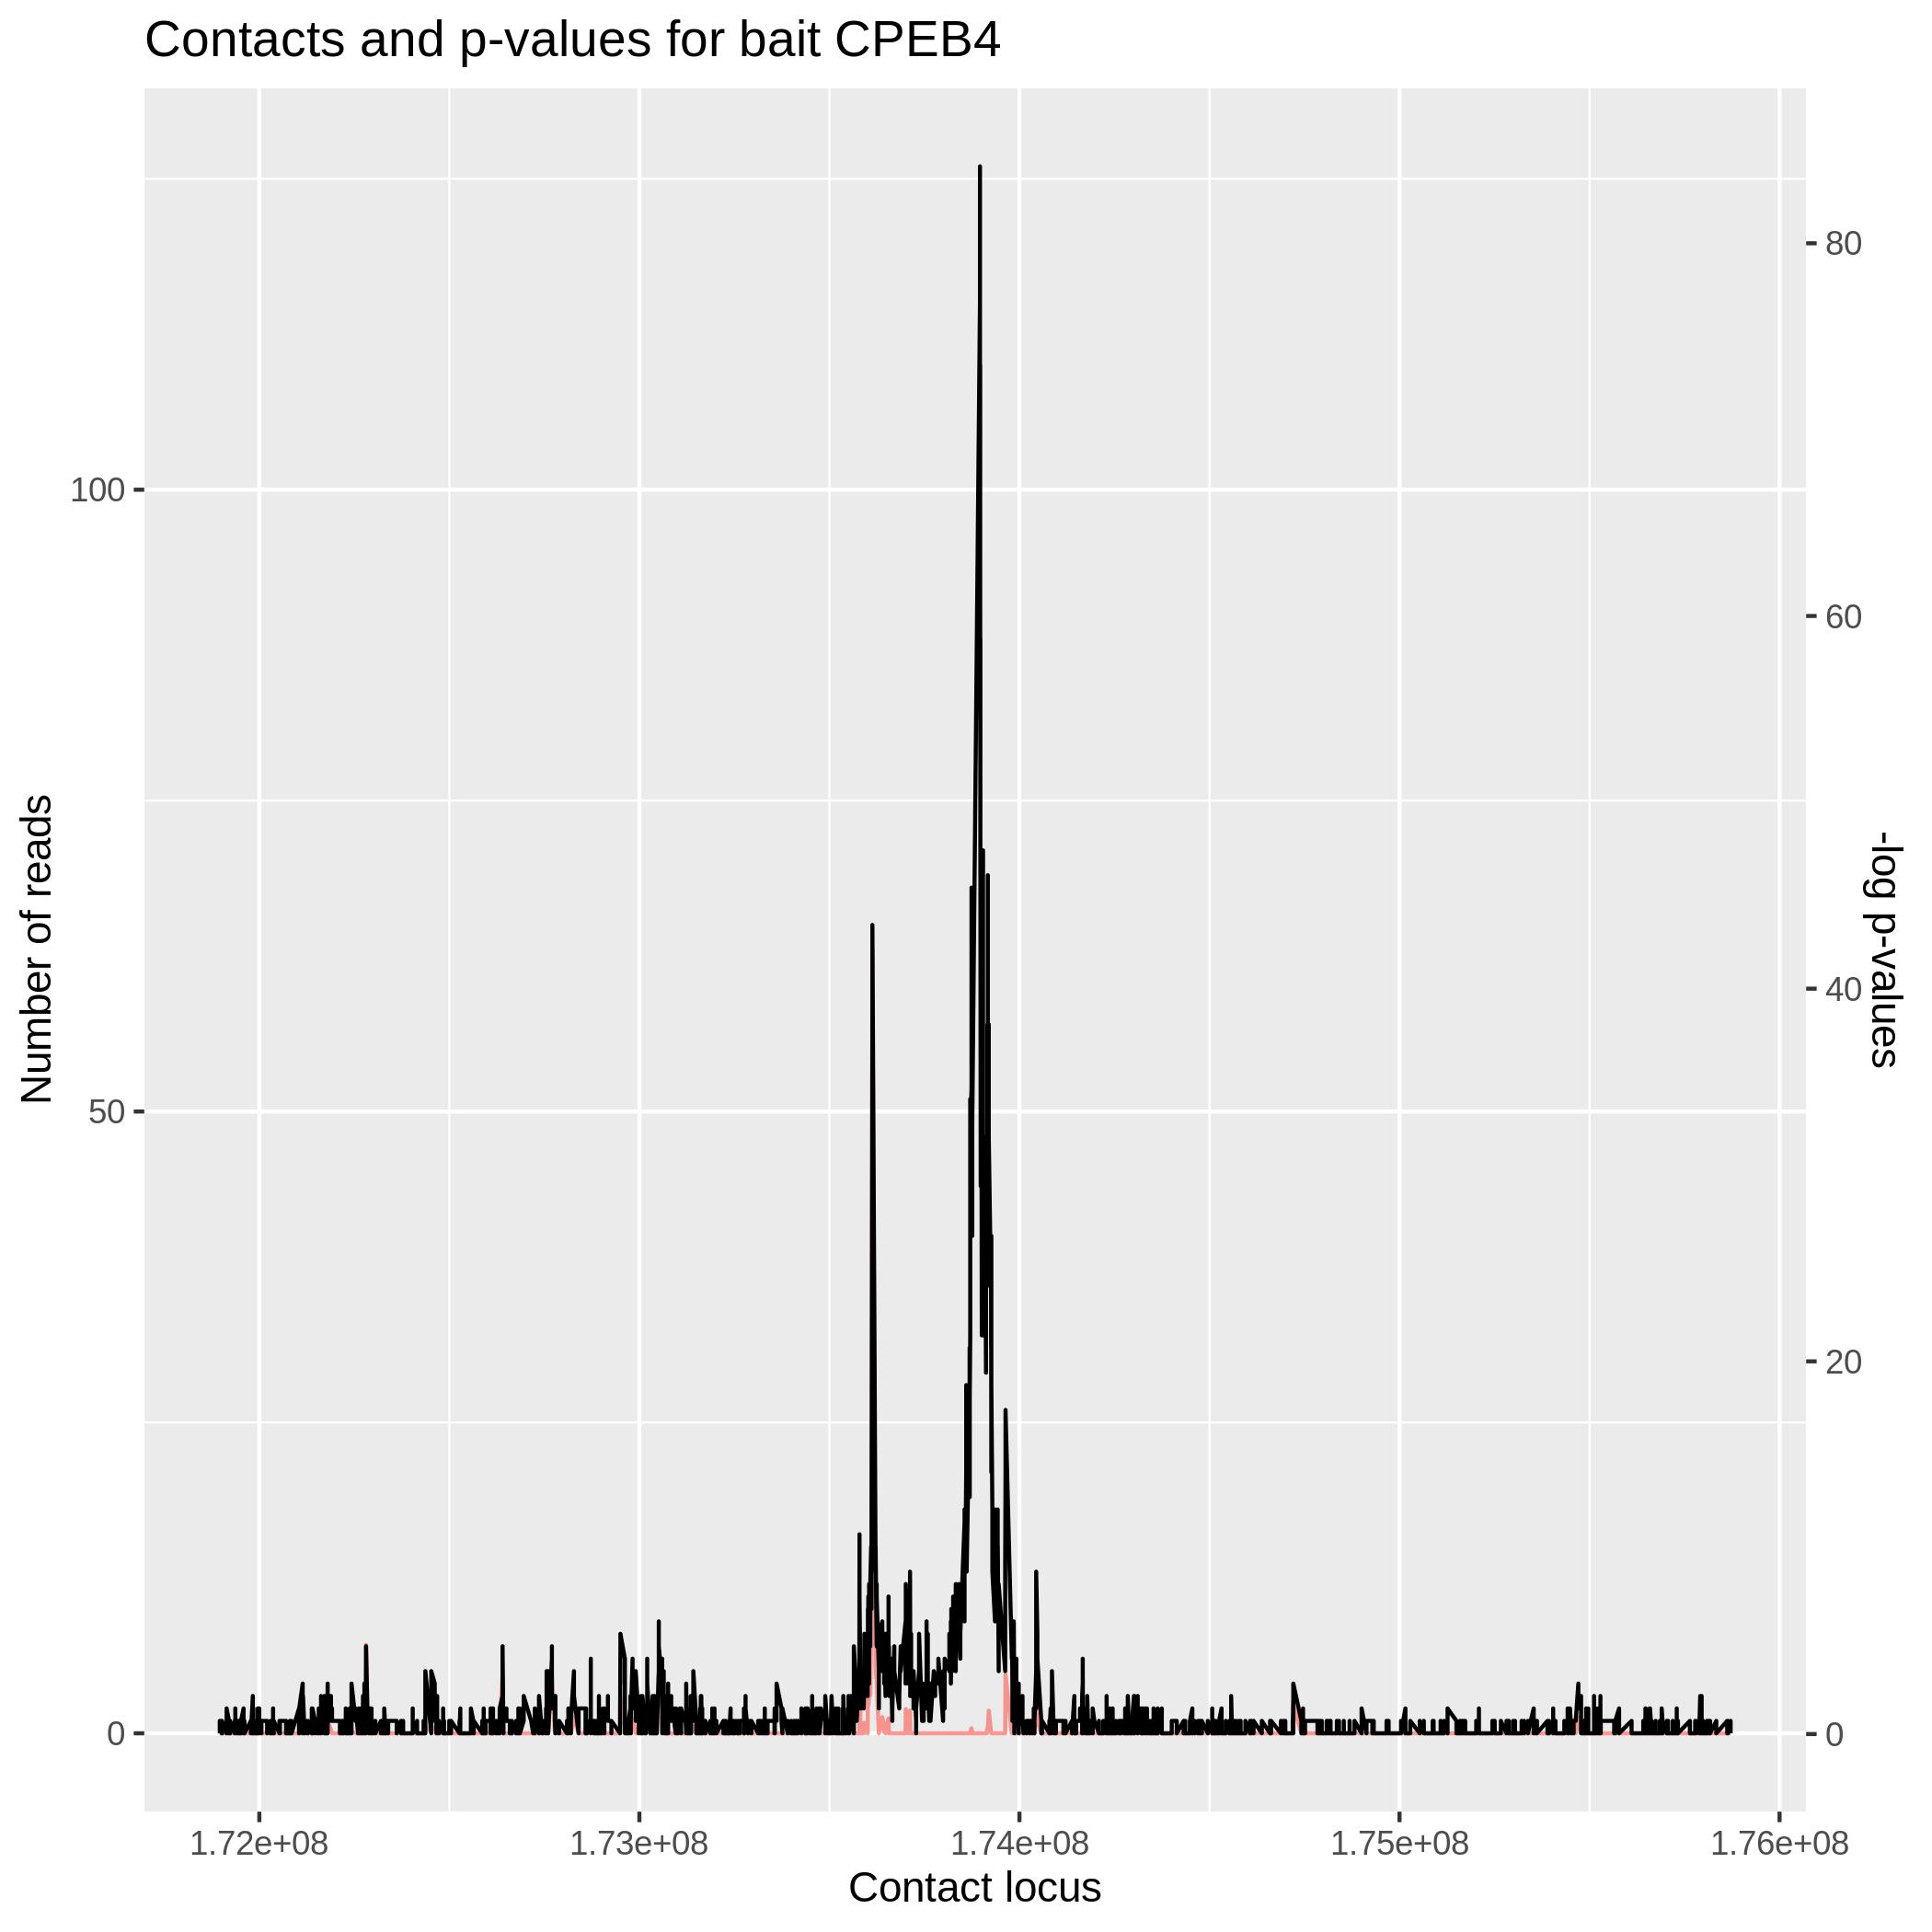 Contacts and p-values for bait CPEB4
Number of reads
100
50
0
80
60
40
20
0
-log p-values
1.72e+08
1.73e+08
1.74e+08
1.75e+08
1.76e+08
Contact locus